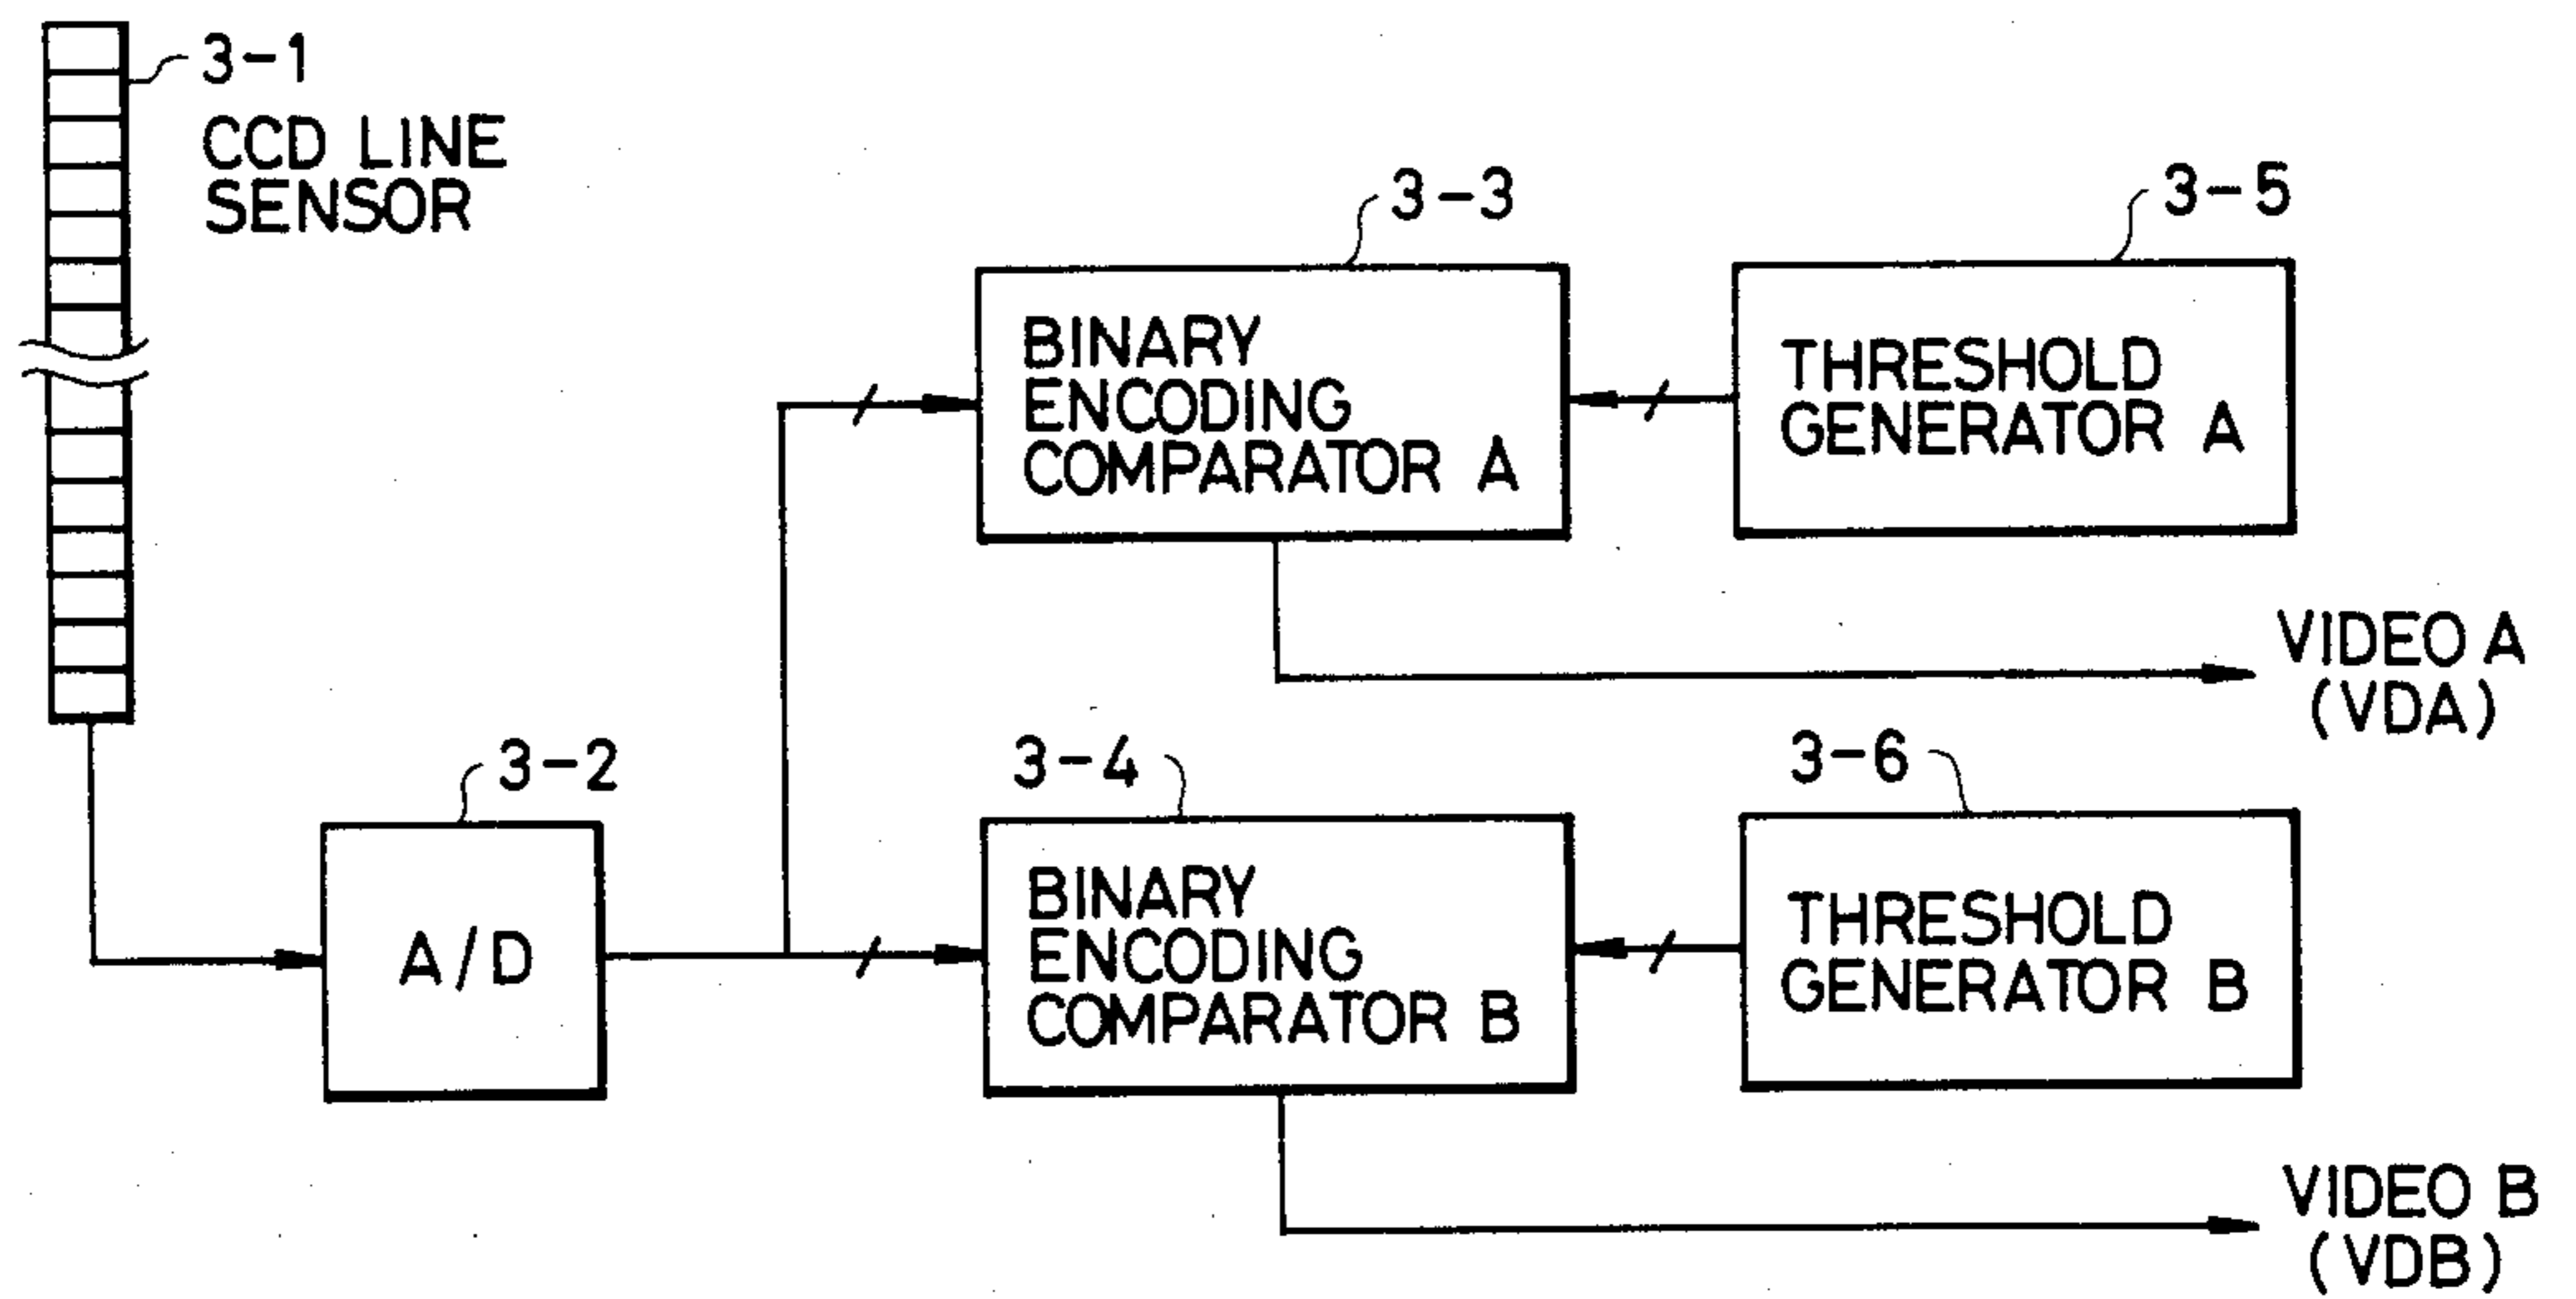 3-1
CCD LINE
SENSOR
3-3
3-5
BINARY
ENCODING
COMPARATOR A
THRESHOLD
GENERATOR A
VIDEO A
(VDA)
3-2
3-4
3-6
A/D
BINARY
ENCODING
COMPARATOR B
THRESHOLD
GENERATOR B
VIDEO B
(VDB)